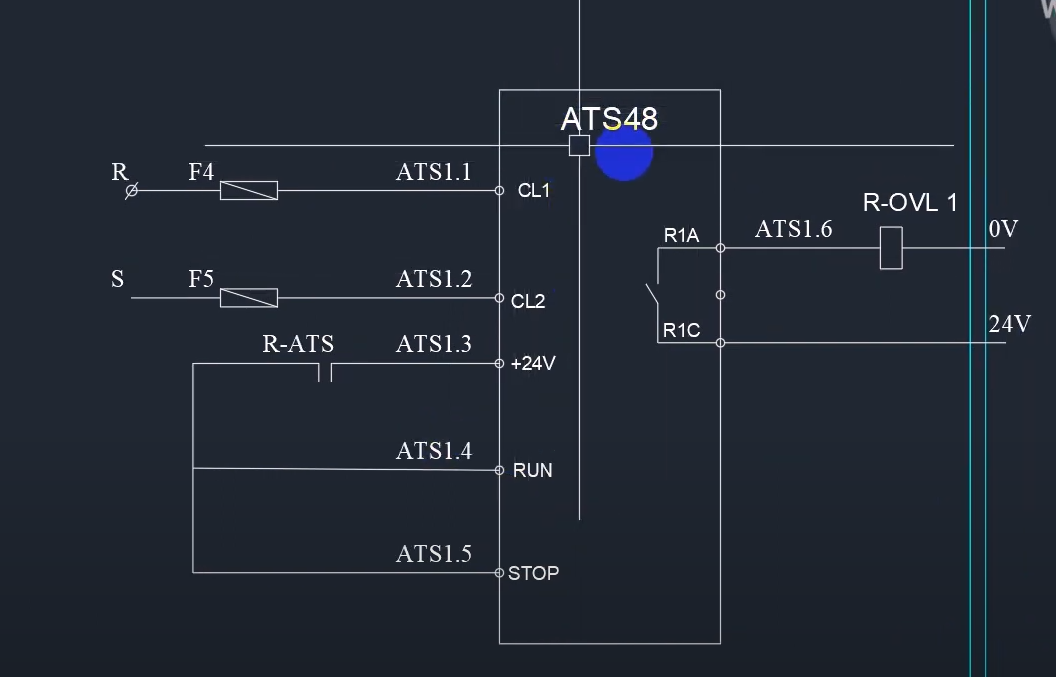 ATS48
R F4 ATS1.1 CL1
R-OVL 1
R1A ATS1.6 0V
S F5 ATS1.2 CL2
R1C 24V
R-ATS ATS1.3 +24V
ATS1.4 RUN
ATS1.5 STOP